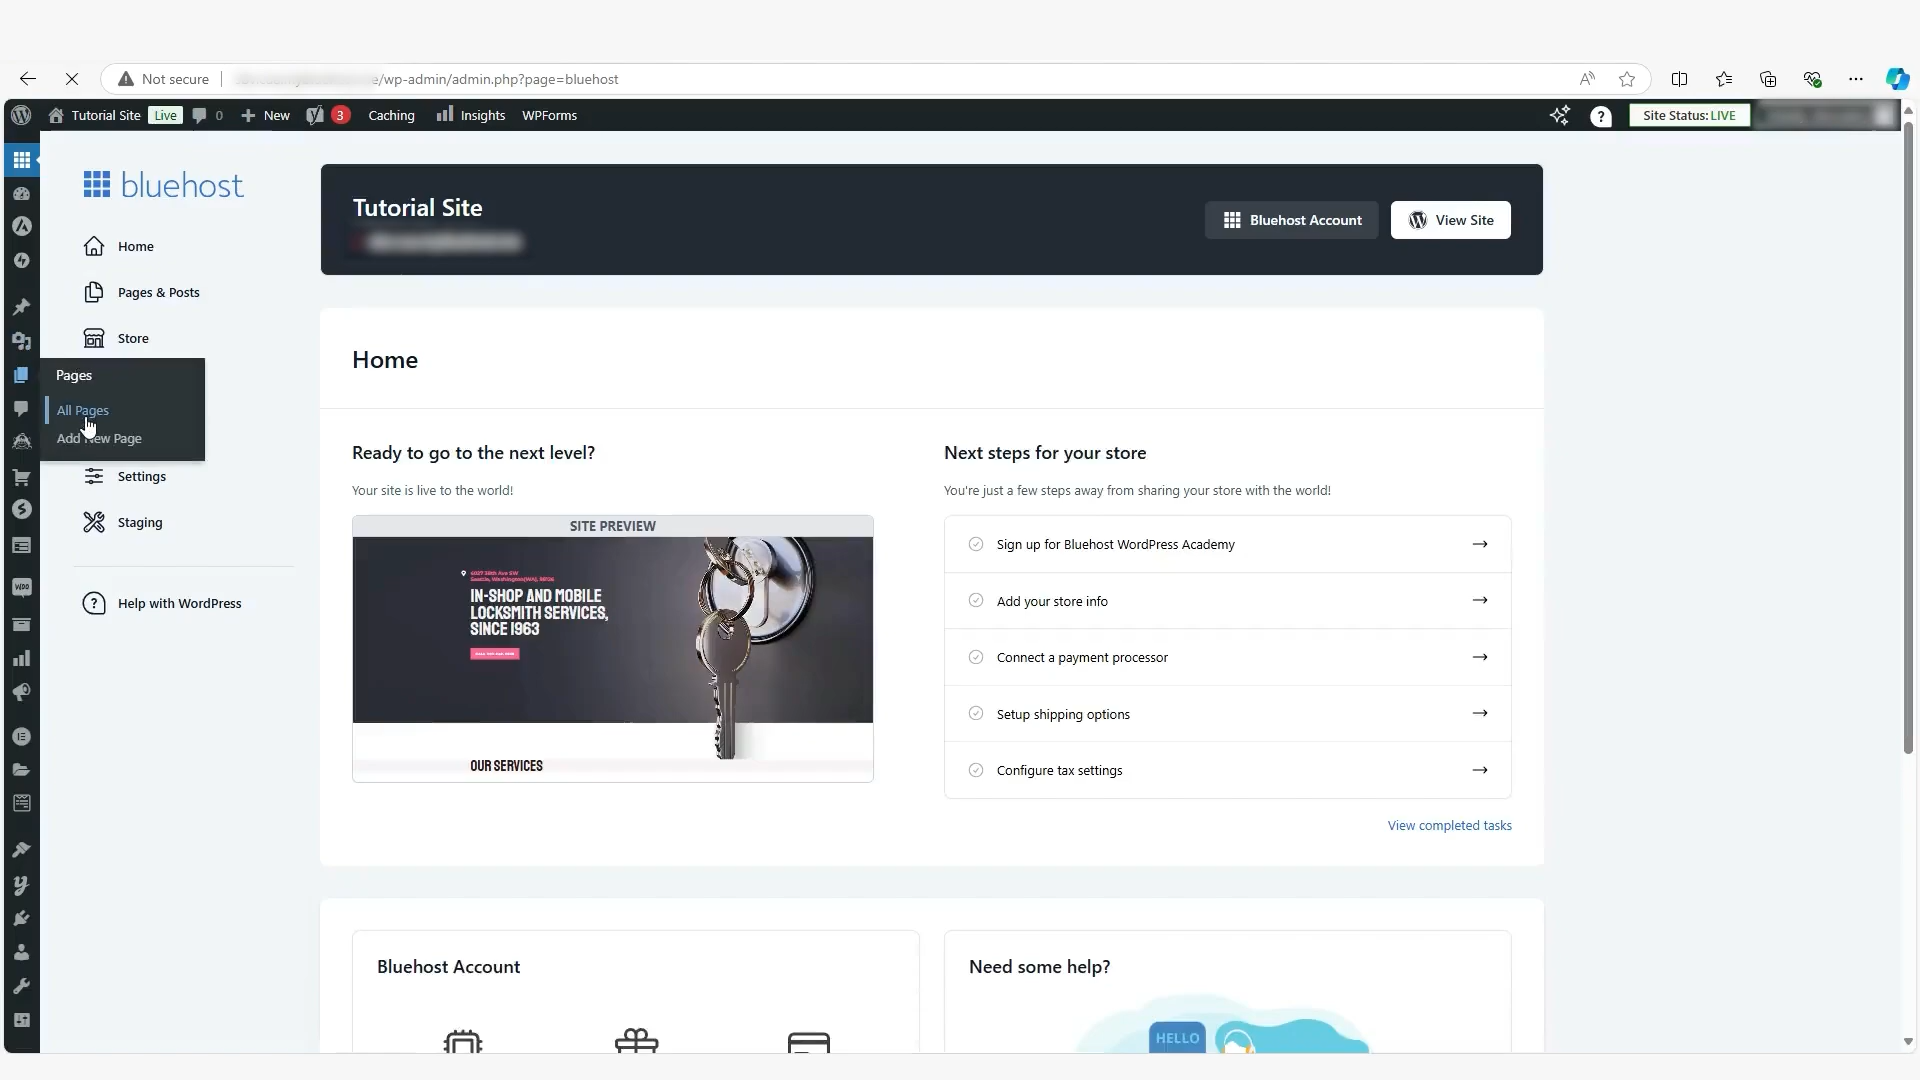 Not secure
/wp-admin/admin.php?page=bluehost
Tutorial Site Live 0 New 3 Caching Insights WPForms
Site Status: LIVE
bluehost
Home
Pages & Posts
Store
Pages
All Pages
Add New Page
Settings
Staging
Help with WordPress
Tutorial Site
Bluehost Account
View Site
Home
Ready to go to the next level?
Your site is live to the world!
SITE PREVIEW
IN-SHOP AND MOBILE
LOCKSMITH SERVICES,
SINCE 1963
OUR SERVICES
Next steps for your store
You're just a few steps away from sharing your store with the world!
Sign up for Bluehost WordPress Academy
Add your store info
Connect a payment processor
Setup shipping options
Configure tax settings
View completed tasks
Bluehost Account
Need some help?
HELLO